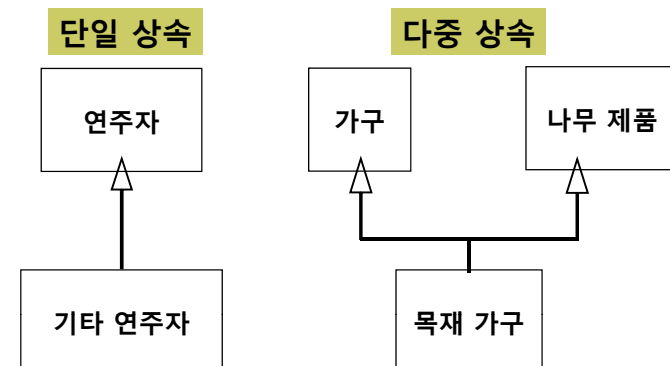 단일 상속
다중 상속
연주자
가구
나무 제품
기타 연주자
목재 가구